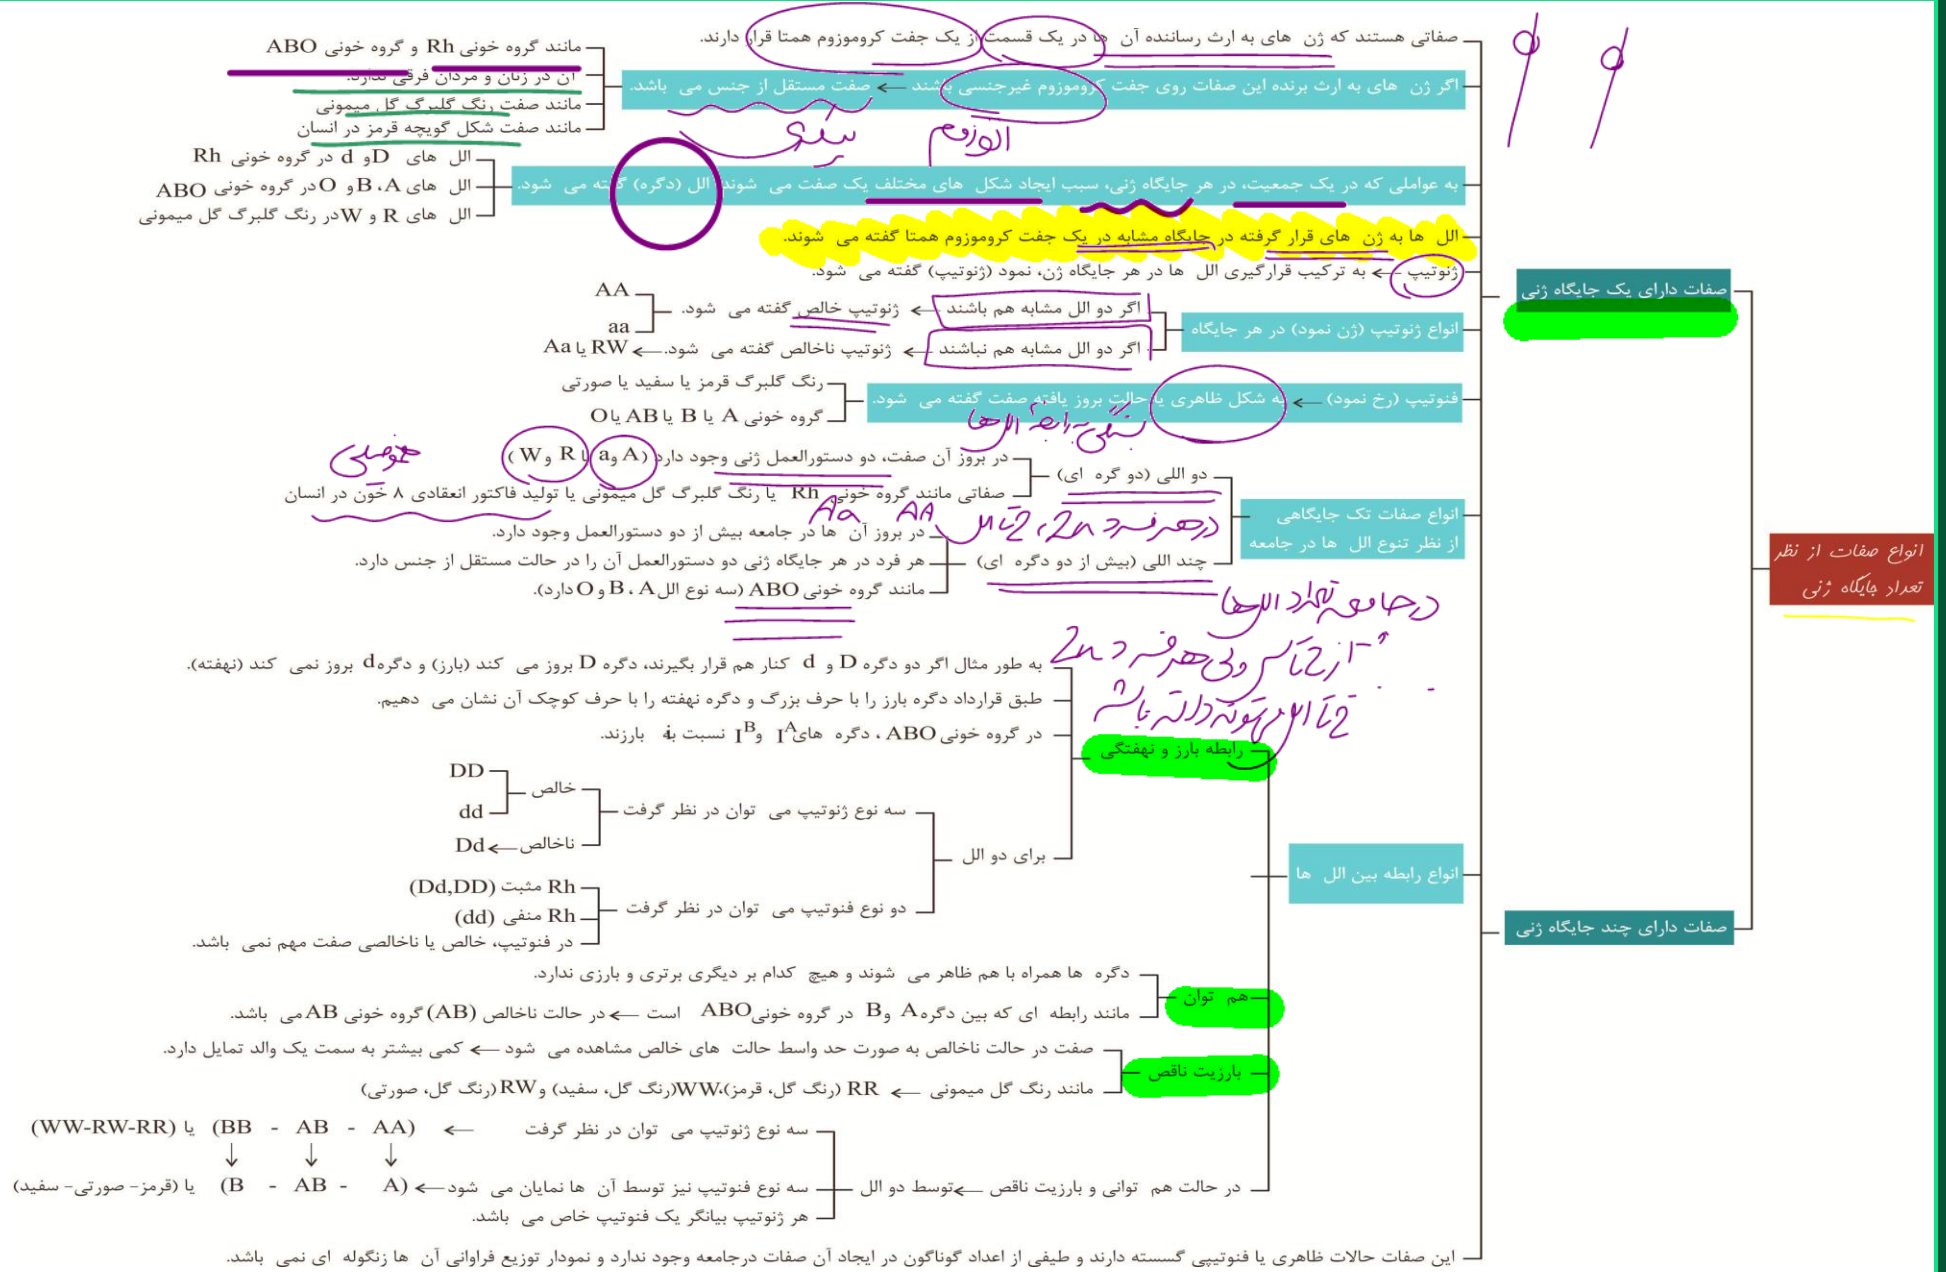 انواع صفات از نظر
تعداد جایگاه ژنی
صفات دارای یک جایگاه ژنی
صفاتی هستند که ژن های به ارث رساننده آن ها در یک قسمت از یک جفت کروموزوم همتا قرار دارند.
اگر ژن های به ارث برنده این صفات روی جفت کروموزوم غیرجنسی باشند ← صفت مستقل از جنس می باشد.
اتوزوم
مانند گروه خونی Rh و گروه خونی ABO
آن در زنان و مردان فرقی ندارد.
مانند صفت رنگ گلبرگ گل میمونی
مانند صفت شکل گویچه قرمز در انسان
به عواملی که در یک جمعیت، در هر جایگاه ژنی، سبب ایجاد شکل های مختلف یک صفت می شوند، الل (دگره) گفته می شود.
الل های D و d در گروه خونی Rh
الل های B ،A و O در گروه خونی ABO
الل های R و W در رنگ گلبرگ گل میمونی
الل ها به ژن های قرار گرفته در جایگاه مشابه در یک جفت کروموزوم همتا گفته می شوند.
ژنوتیپ ← به ترکیب قرارگیری الل ها در هر جایگاه ژن، نمود (ژنوتیپ) گفته می شود.
انواع ژنوتیپ (ژن نمود) در هر جایگاه
اگر دو الل مشابه هم باشند ← ژنوتیپ خالص گفته می شود.
AA
aa
اگر دو الل مشابه هم نباشند ← ژنوتیپ ناخالص گفته می شود. ← RW یا Aa
فنوتیپ (رخ نمود) ← به شکل ظاهری یا حالت بروز یافته صفت گفته می شود.
رنگ گلبرگ قرمز یا سفید یا صورتی
گروه خونی A یا B یا AB یا O
بستگی به رابطه الل‌ها
انواع صفات تک جایگاهی
از نظر تنوع الل ها در جامعه
دو اللی (دو گره ای)
در بروز آن صفت، دو دستورالعمل ژنی وجود دارد (A و a یا R و W)
صفاتی مانند گروه خونی Rh یا رنگ گلبرگ گل میمونی یا تولید فاکتور انعقادی ۸ خون در انسان
در هر فرد 2n، 2 تا الل AA Aa
چند اللی (بیش از دو دگره ای)
در بروز آن ها در جامعه بیش از دو دستورالعمل وجود دارد.
هر فرد در هر جایگاه ژنی دو دستورالعمل آن را در حالت مستقل از جنس دارد.
مانند گروه خونی ABO (سه نوع الل B ،A و O دارد).
در جامعه تعداد الل‌ها
از 2 تا ولی هر فرد 2n
2 تا الل می‌تونه داشته باشه
انواع رابطه بین الل ها
رابطه بارز و نهفتگی
به طور مثال اگر دو دگره D و d کنار هم قرار بگیرند، دگره D بروز می کند (بارز) و دگره d بروز نمی کند (نهفته).
طبق قرارداد دگره بارز را با حرف بزرگ و دگره نهفته را با حرف کوچک آن نشان می دهیم.
در گروه خونی ABO ، دگره های I^A و I^B نسبت به i بارزند.
برای دو الل
سه نوع ژنوتیپ می توان در نظر گرفت
خالص
DD
dd
ناخالص ← Dd
دو نوع فنوتیپ می توان در نظر گرفت
Rh مثبت (Dd,DD)
Rh منفی (dd)
در فنوتیپ، خالص یا ناخالصی صفت مهم نمی باشد.
هم توان
دگره ها همراه با هم ظاهر می شوند و هیچ کدام بر دیگری برتری و بارزی ندارد.
مانند رابطه ای که بین دگره A و B در گروه خونی ABO است ← در حالت ناخالص (AB) گروه خونی AB می باشد.
بارزیت ناقص
صفت در حالت ناخالص به صورت حد واسط حالت های خالص مشاهده می شود ← کمی بیشتر به سمت یک والد تمایل دارد.
مانند رنگ گل میمونی ← RR (رنگ گل، قرمز)، WW (رنگ گل، سفید) و RW (رنگ گل، صورتی)
در حالت هم توانی و بارزیت ناقص ← توسط دو الل
سه نوع ژنوتیپ می توان در نظر گرفت ← (BB - AB - AA) یا (WW-RW-RR)
↓ ↓ ↓
سه نوع فنوتیپ نیز توسط آن ها نمایان می شود ← (B - AB - A) یا (قرمز- صورتی- سفید)
هر ژنوتیپ بیانگر یک فنوتیپ خاص می باشد.
این صفات حالات ظاهری یا فنوتیپی گسسته دارند و طیفی از اعداد گوناگون در ایجاد آن صفات درجامعه وجود ندارد و نمودار توزیع فراوانی آن ها زنگوله ای نمی باشد.
صفات دارای چند جایگاه ژنی